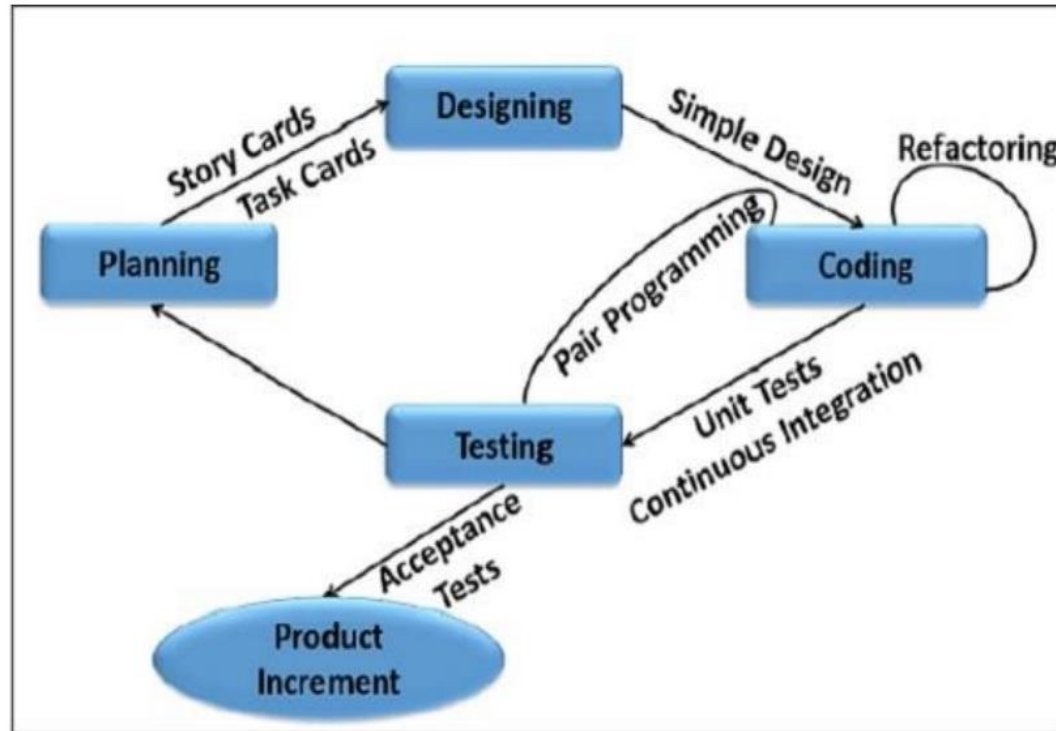 Designing
Story Cards
Task Cards
Simple Design
Refactoring
Planning
Coding
Pair Programming
Unit Tests
Continuous Integration
Testing
Acceptance
Tests
Product
Increment